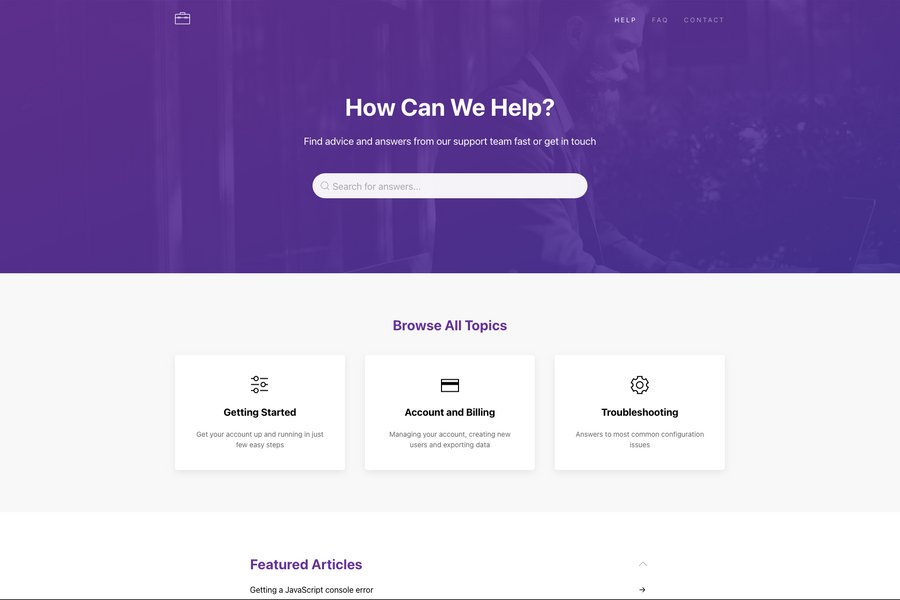 HELP FAQ CONTACT
How Can We Help?
Find advice and answers from our support team fast or get in touch
Search for answers...
Browse All Topics
Getting Started
Get your account up and running in just
few easy steps
Account and Billing
Managing your account, creating new
users and exporting data
Troubleshooting
Answers to most common configuration
issues
Featured Articles
Getting a JavaScript console error